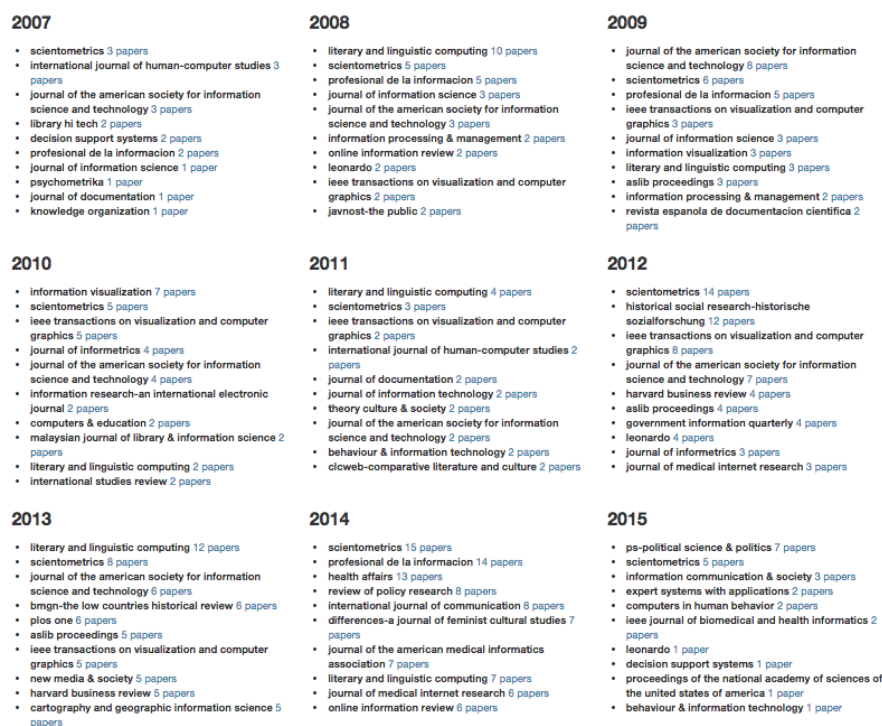 2007
• scientometrics 3 papers
• international journal of human-computer studies 3
papers
• journal of the american society for information
science and technology 3 papers
• library hi tech 2 papers
• decision support systems 2 papers
• profesional de la informacion 2 papers
• journal of information science 1 paper
• psychometrika 1 paper
• journal of documentation 1 paper
• knowledge organization 1 paper
2008
• literary and linguistic computing 10 papers
• scientometrics 5 papers
• profesional de la informacion 5 papers
• journal of information science 3 papers
• journal of the american society for information
science and technology 3 papers
• information processing & management 2 papers
• online information review 2 papers
• leonardo 2 papers
• ieee transactions on visualization and computer
graphics 2 papers
• javnost-the public 2 papers
2009
• journal of the american society for information
science and technology 8 papers
• scientometrics 6 papers
• profesional de la informacion 5 papers
• ieee transactions on visualization and computer
graphics 3 papers
• journal of information science 3 papers
• information visualization 3 papers
• literary and linguistic computing 3 papers
• aslib proceedings 3 papers
• information processing & management 2 papers
• revista espanola de documentacion cientifica 2
papers
2010
• information visualization 7 papers
• scientometrics 5 papers
• ieee transactions on visualization and computer
graphics 5 papers
• journal of informetrics 4 papers
• journal of the american society for information
science and technology 4 papers
• information research-an international electronic
journal 2 papers
• computers & education 2 papers
• malaysian journal of library & information science 2
papers
• literary and linguistic computing 2 papers
• international studies review 2 papers
2011
• literary and linguistic computing 4 papers
• scientometrics 3 papers
• ieee transactions on visualization and computer
graphics 2 papers
• international journal of human-computer studies 2
papers
• journal of documentation 2 papers
• journal of information technology 2 papers
• theory culture & society 2 papers
• journal of the american society for information
science and technology 2 papers
• behaviour & information technology 2 papers
• clcweb-comparative literature and culture 2 papers
2012
• scientometrics 14 papers
• historical social research-historische
sozialforschung 12 papers
• ieee transactions on visualization and computer
graphics 8 papers
• journal of the american society for information
science and technology 7 papers
• harvard business review 4 papers
• aslib proceedings 4 papers
• government information quarterly 4 papers
• leonardo 4 papers
• journal of informetrics 3 papers
• journal of medical internet research 3 papers
2013
• literary and linguistic computing 12 papers
• scientometrics 8 papers
• journal of the american society for information
science and technology 6 papers
• bmgn-the low countries historical review 6 papers
• plos one 6 papers
• aslib proceedings 5 papers
• ieee transactions on visualization and computer
graphics 5 papers
• new media & society 5 papers
• harvard business review 5 papers
• cartography and geographic information science 5
papers
2014
• scientometrics 15 papers
• profesional de la informacion 14 papers
• health affairs 13 papers
• review of policy research 8 papers
• international journal of communication 8 papers
• differences-a journal of feminist cultural studies 7
papers
• journal of the american medical informatics
association 7 papers
• literary and linguistic computing 7 papers
• journal of medical internet research 6 papers
• online information review 6 papers
2015
• ps-political science & politics 7 papers
• scientometrics 5 papers
• information communication & society 3 papers
• expert systems with applications 2 papers
• computers in human behavior 2 papers
• ieee journal of biomedical and health informatics 2
papers
• leonardo 1 paper
• decision support systems 1 paper
• proceedings of the national academy of sciences of
the united states of america 1 paper
• behaviour & information technology 1 paper